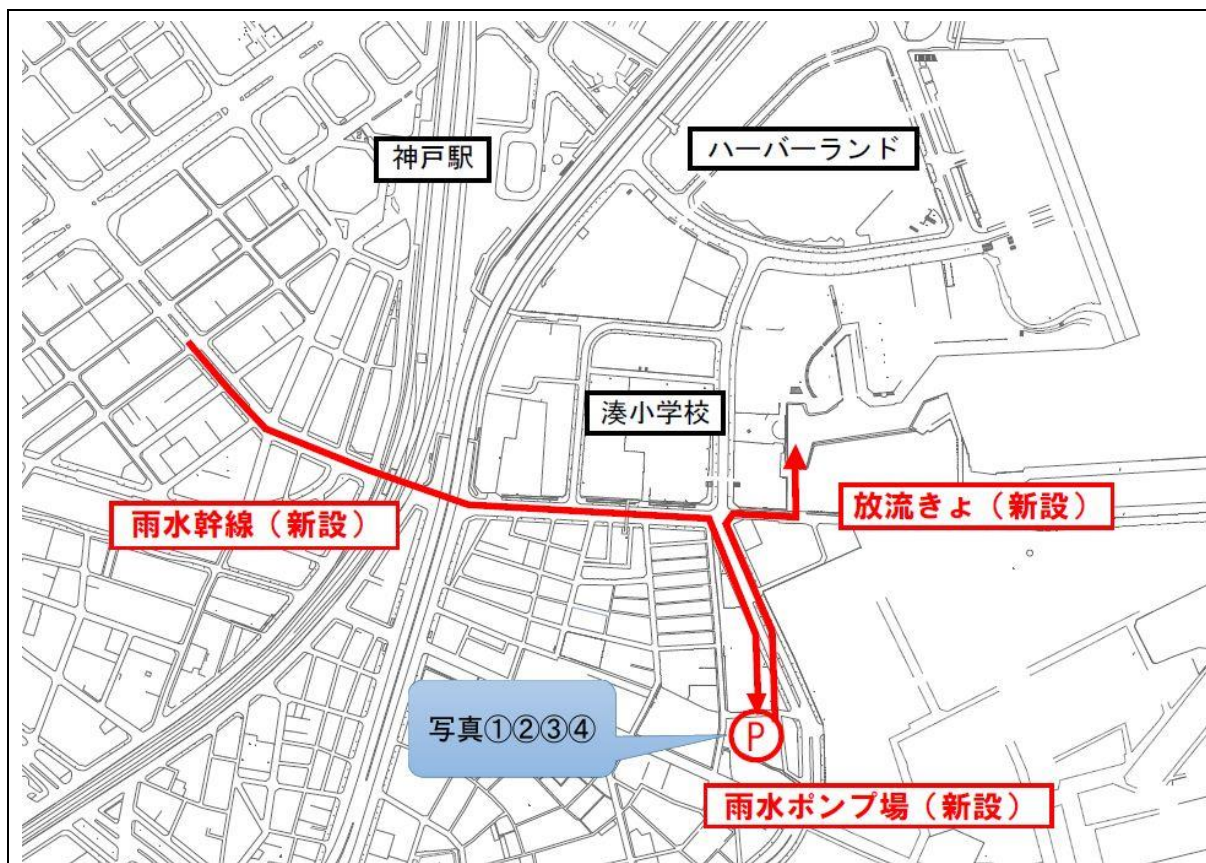 神戸駅
ハーバーランド
湊小学校
雨水幹線（新設）
放流きょ（新設）
写真①②③④
P
雨水ポンプ場（新設）